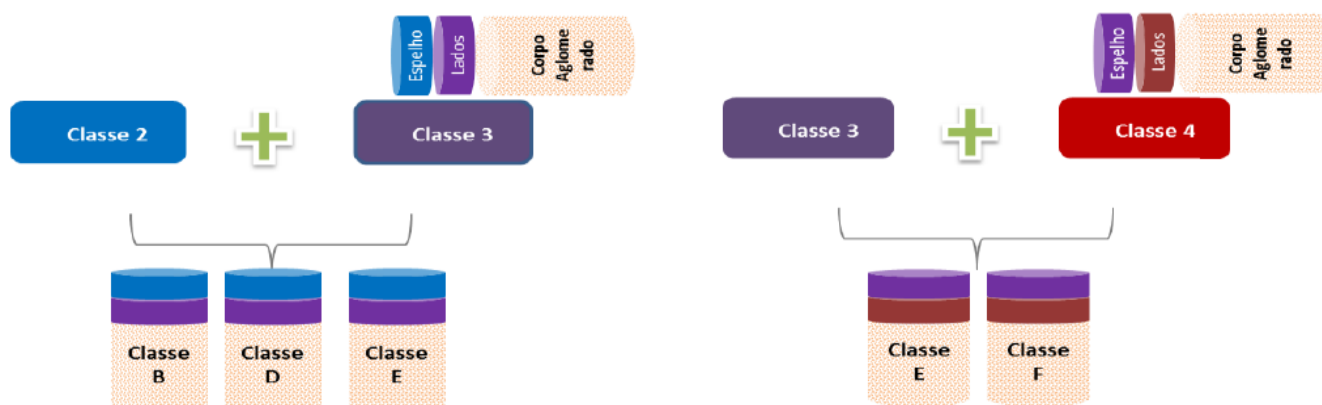 Espelho
Lados
Corpo
Aglome
rado
Classe 2
Classe 3
Classe
B
Classe
D
Classe
E
Espelho
Lados
Corpo
Aglome
rado
Classe 3
Classe 4
Classe
E
Classe
F